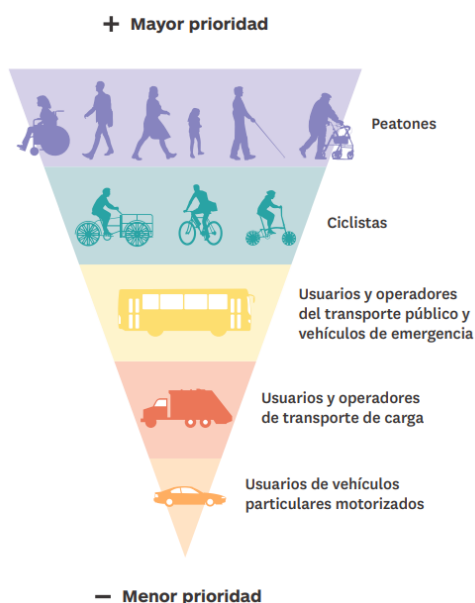 + Mayor prioridad
Peatones
Ciclistas
Usuarios y operadores
del transporte público y
vehículos de emergencia
Usuarios y operadores
de transporte de carga
Usuarios de vehículos
particulares motorizados
− Menor prioridad